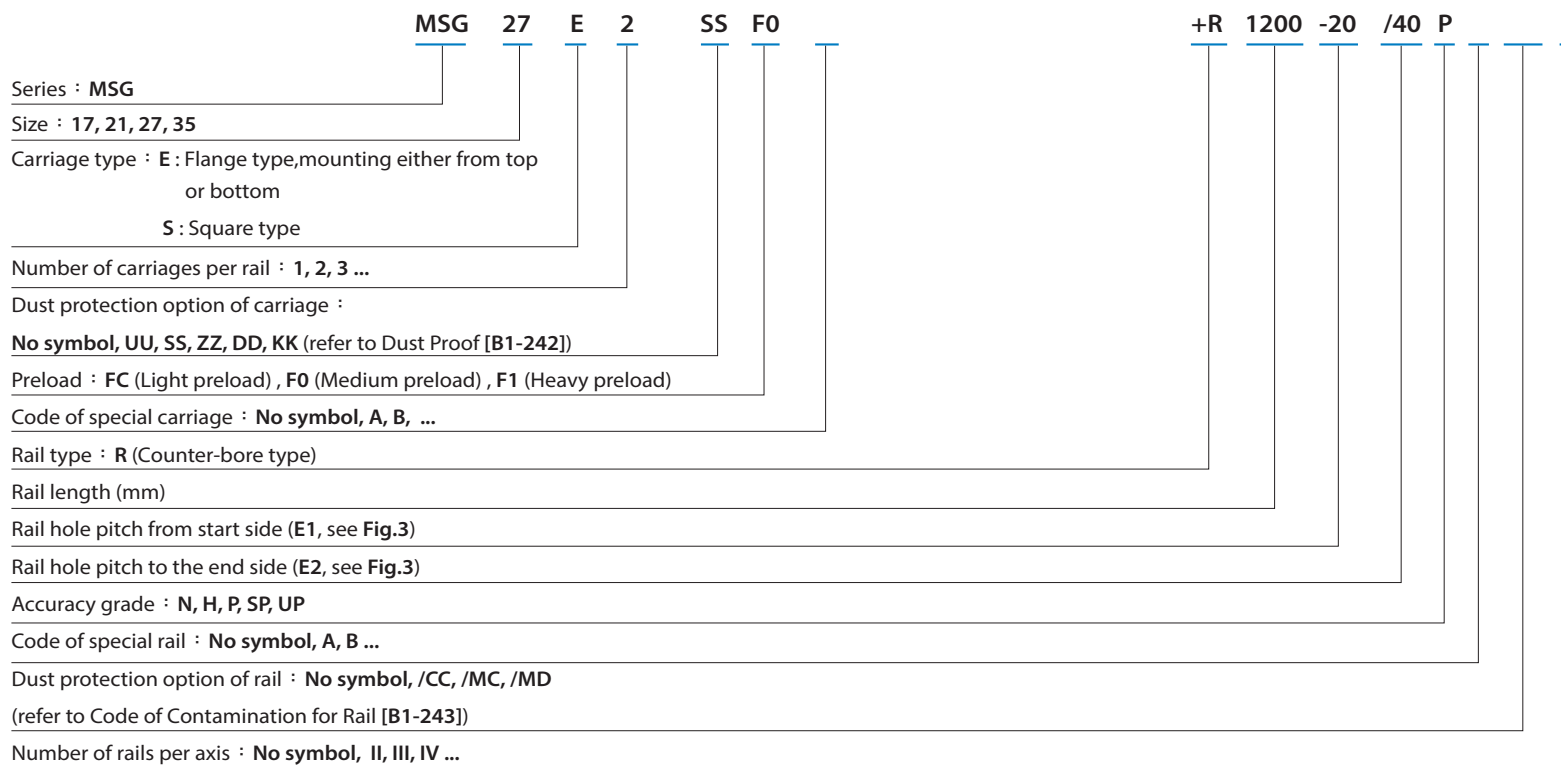 MSG 27 E 2 SS F0 +R 1200 -20 /40 P
Series：MSG
Size：17, 21, 27, 35
Carriage type：E : Flange type,mounting either from top
or bottom
S : Square type
Number of carriages per rail：1, 2, 3 ...
Dust protection option of carriage：
No symbol, UU, SS, ZZ, DD, KK (refer to Dust Proof [B1-242])
Preload：FC (Light preload) , F0 (Medium preload) , F1 (Heavy preload)
Code of special carriage：No symbol, A, B, ...
Rail type：R (Counter-bore type)
Rail length (mm)
Rail hole pitch from start side (E1, see Fig.3)
Rail hole pitch to the end side (E2, see Fig.3)
Accuracy grade：N, H, P, SP, UP
Code of special rail：No symbol, A, B ...
Dust protection option of rail：No symbol, /CC, /MC, /MD
(refer to Code of Contamination for Rail [B1-243])
Number of rails per axis：No symbol, II, III, IV ...